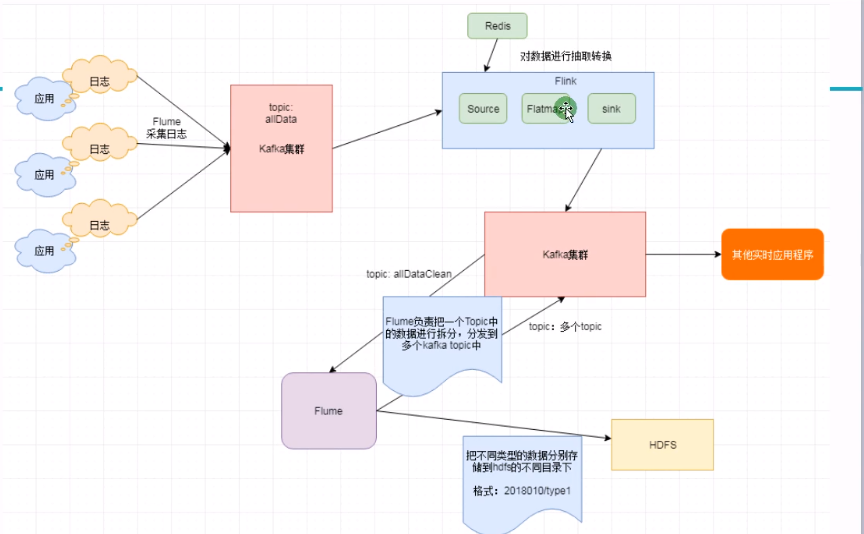 Redis
对数据进行抽取转换
Flink
Source
sink
日志
应用
Flume
采集日志
日志
应用
日志
应用
topic:
allData
Kafka集群
Kafka集群
其他实时应用程序
topic: allDataClean
Flume负责把一个Topic中
的数据进行拆分，分发到
多个kafka topic中
topic：多个topic
Flume
HDFS
把不同类型的数据分别存
储到hdfs的不同目录下
格式：2018010/type1